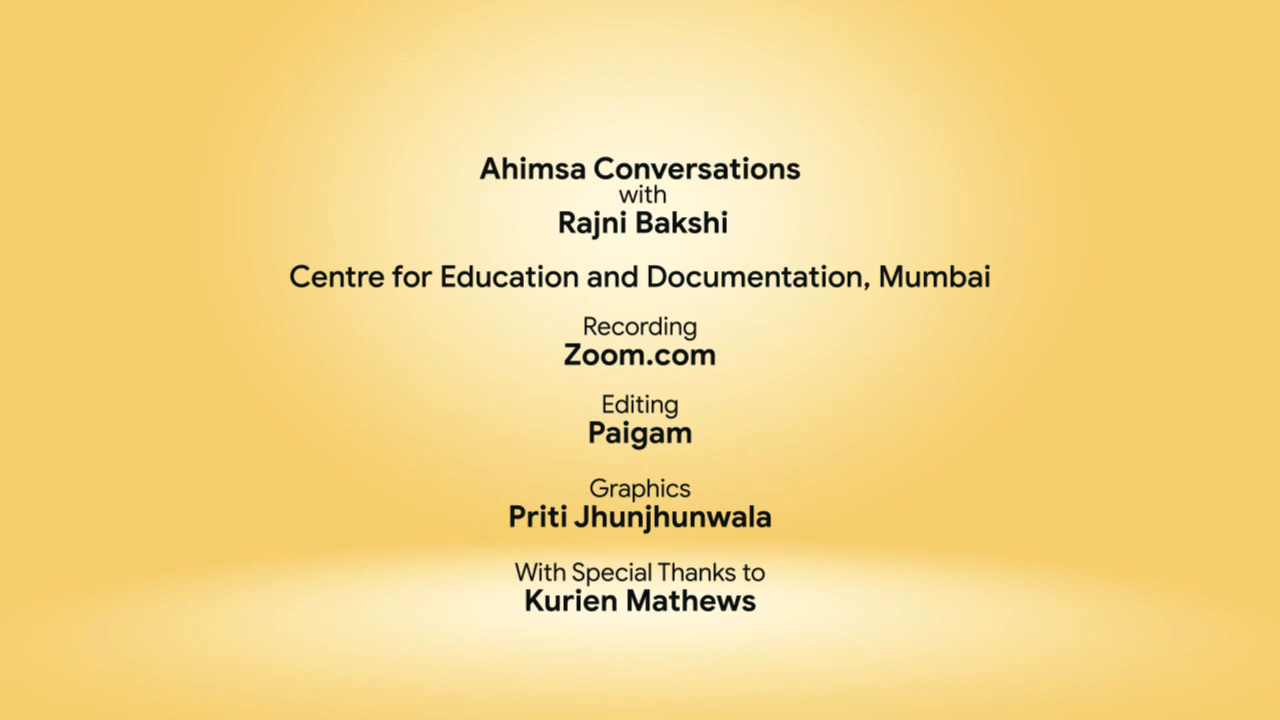 Ahimsa Conversations
with
Rajni Bakshi
Centre for Education and Documentation, Mumbai
Recording
Zoom.com
Editing
Paigam
Graphics
Priti Jhunjhunwala
With Special Thanks to
Kurien Mathews